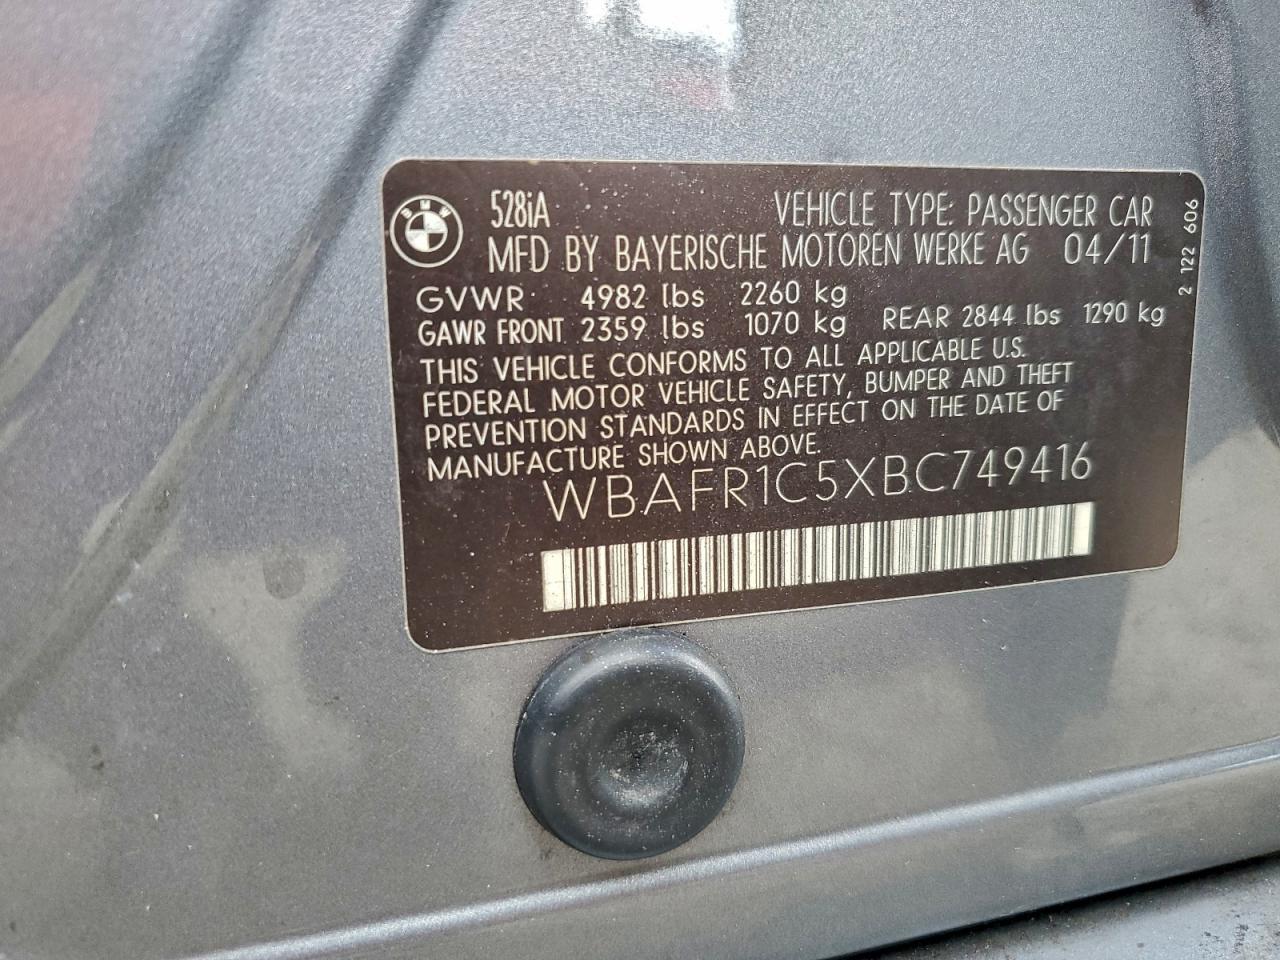 BMW
528iA
VEHICLE TYPE: PASSENGER CAR
MFD BY BAYERISCHE MOTOREN WERKE AG 04/11
GVWR 4982 lbs 2260 kg
GAWR FRONT 2359 lbs 1070 kg REAR 2844 lbs 1290 kg
THIS VEHICLE CONFORMS TO ALL APPLICABLE U.S.
FEDERAL MOTOR VEHICLE SAFETY, BUMPER AND THEFT
PREVENTION STANDARDS IN EFFECT ON THE DATE OF
MANUFACTURE SHOWN ABOVE.
WBAFR1C5XBC749416
2 122 606